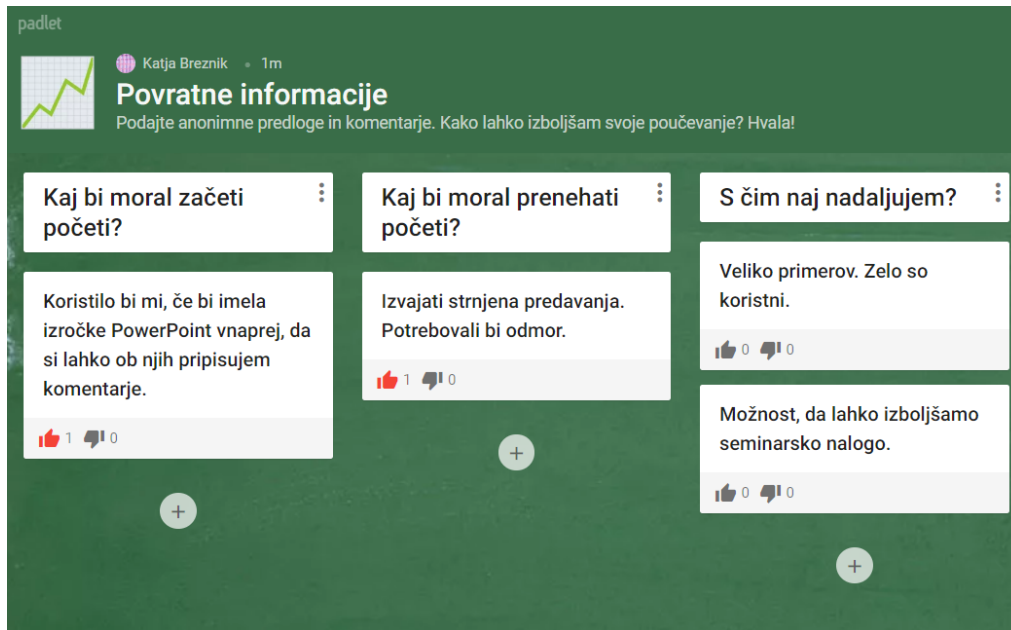 padlet
Katja Breznik • 1m
Povratne informacije
Podajte anonimne predloge in komentarje. Kako lahko izboljšam svoje poučevanje? Hvala!
Kaj bi moral začeti
početi?
Koristilo bi mi, če bi imela
izročke PowerPoint vnaprej, da
si lahko ob njih pripisujem
komentarje.
1 0
Kaj bi moral prenehati
početi?
Izvajati strnjena predavanja.
Potrebovali bi odmor.
1 0
S čim naj nadaljujem?
Veliko primerov. Zelo so
koristni.
0 0
Možnost, da lahko izboljšamo
seminarsko nalogo.
0 0